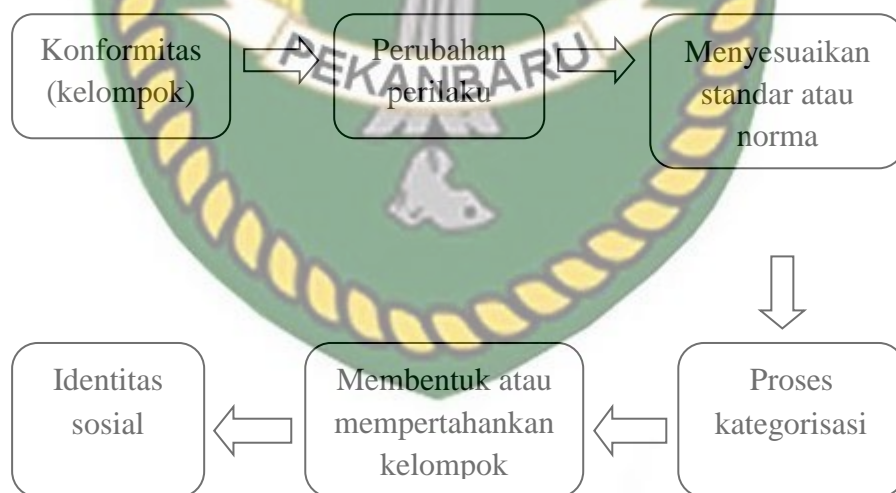 Konformitas
(kelompok)
Perubahan
perilaku
Menyesuaikan
standar atau
norma
PEKANBARU
Identitas
sosial
Membentuk atau
mempertahankan
kelompok
Proses
kategorisasi